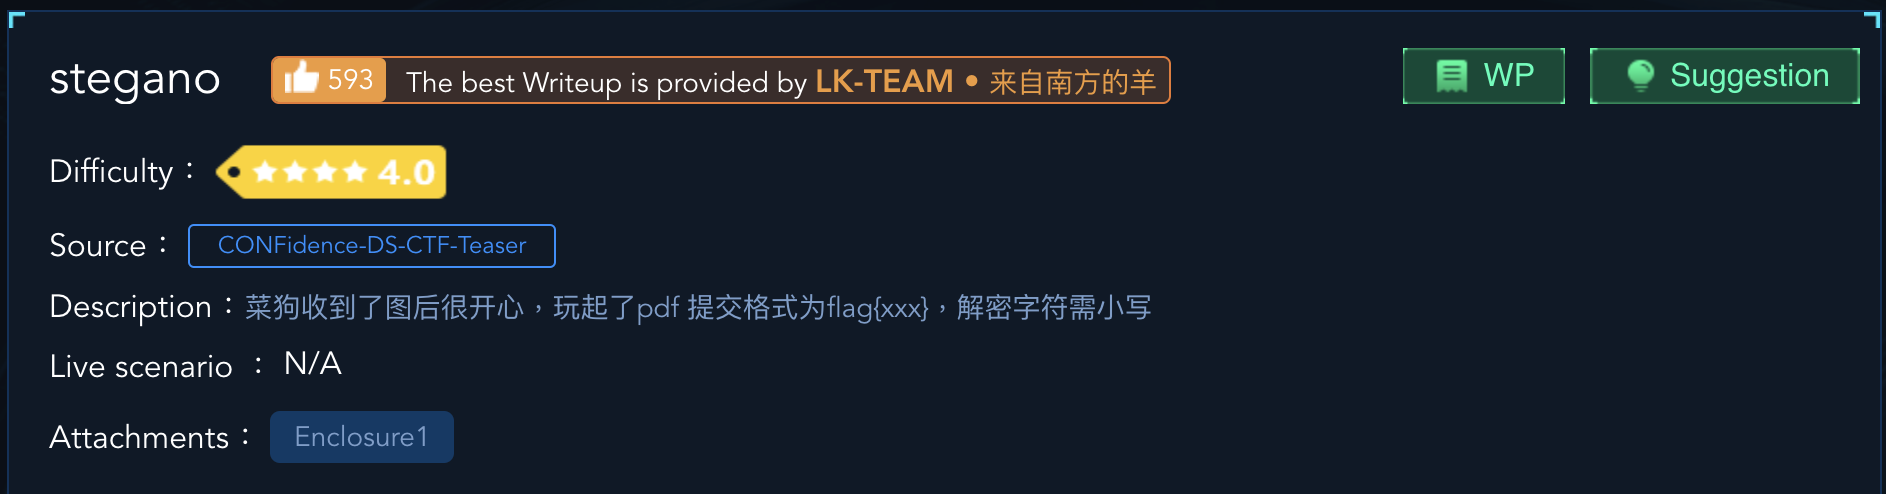 stegano 593 The best Writeup is provided by LK-TEAM • 来自南方的羊 WP Suggestion
Difficulty： 4.0
Source： CONFidence-DS-CTF-Teaser
Description：菜狗收到了图后很开心，玩起了pdf 提交格式为flag{xxx}，解密字符需小写
Live scenario ： N/A
Attachments： Enclosure1